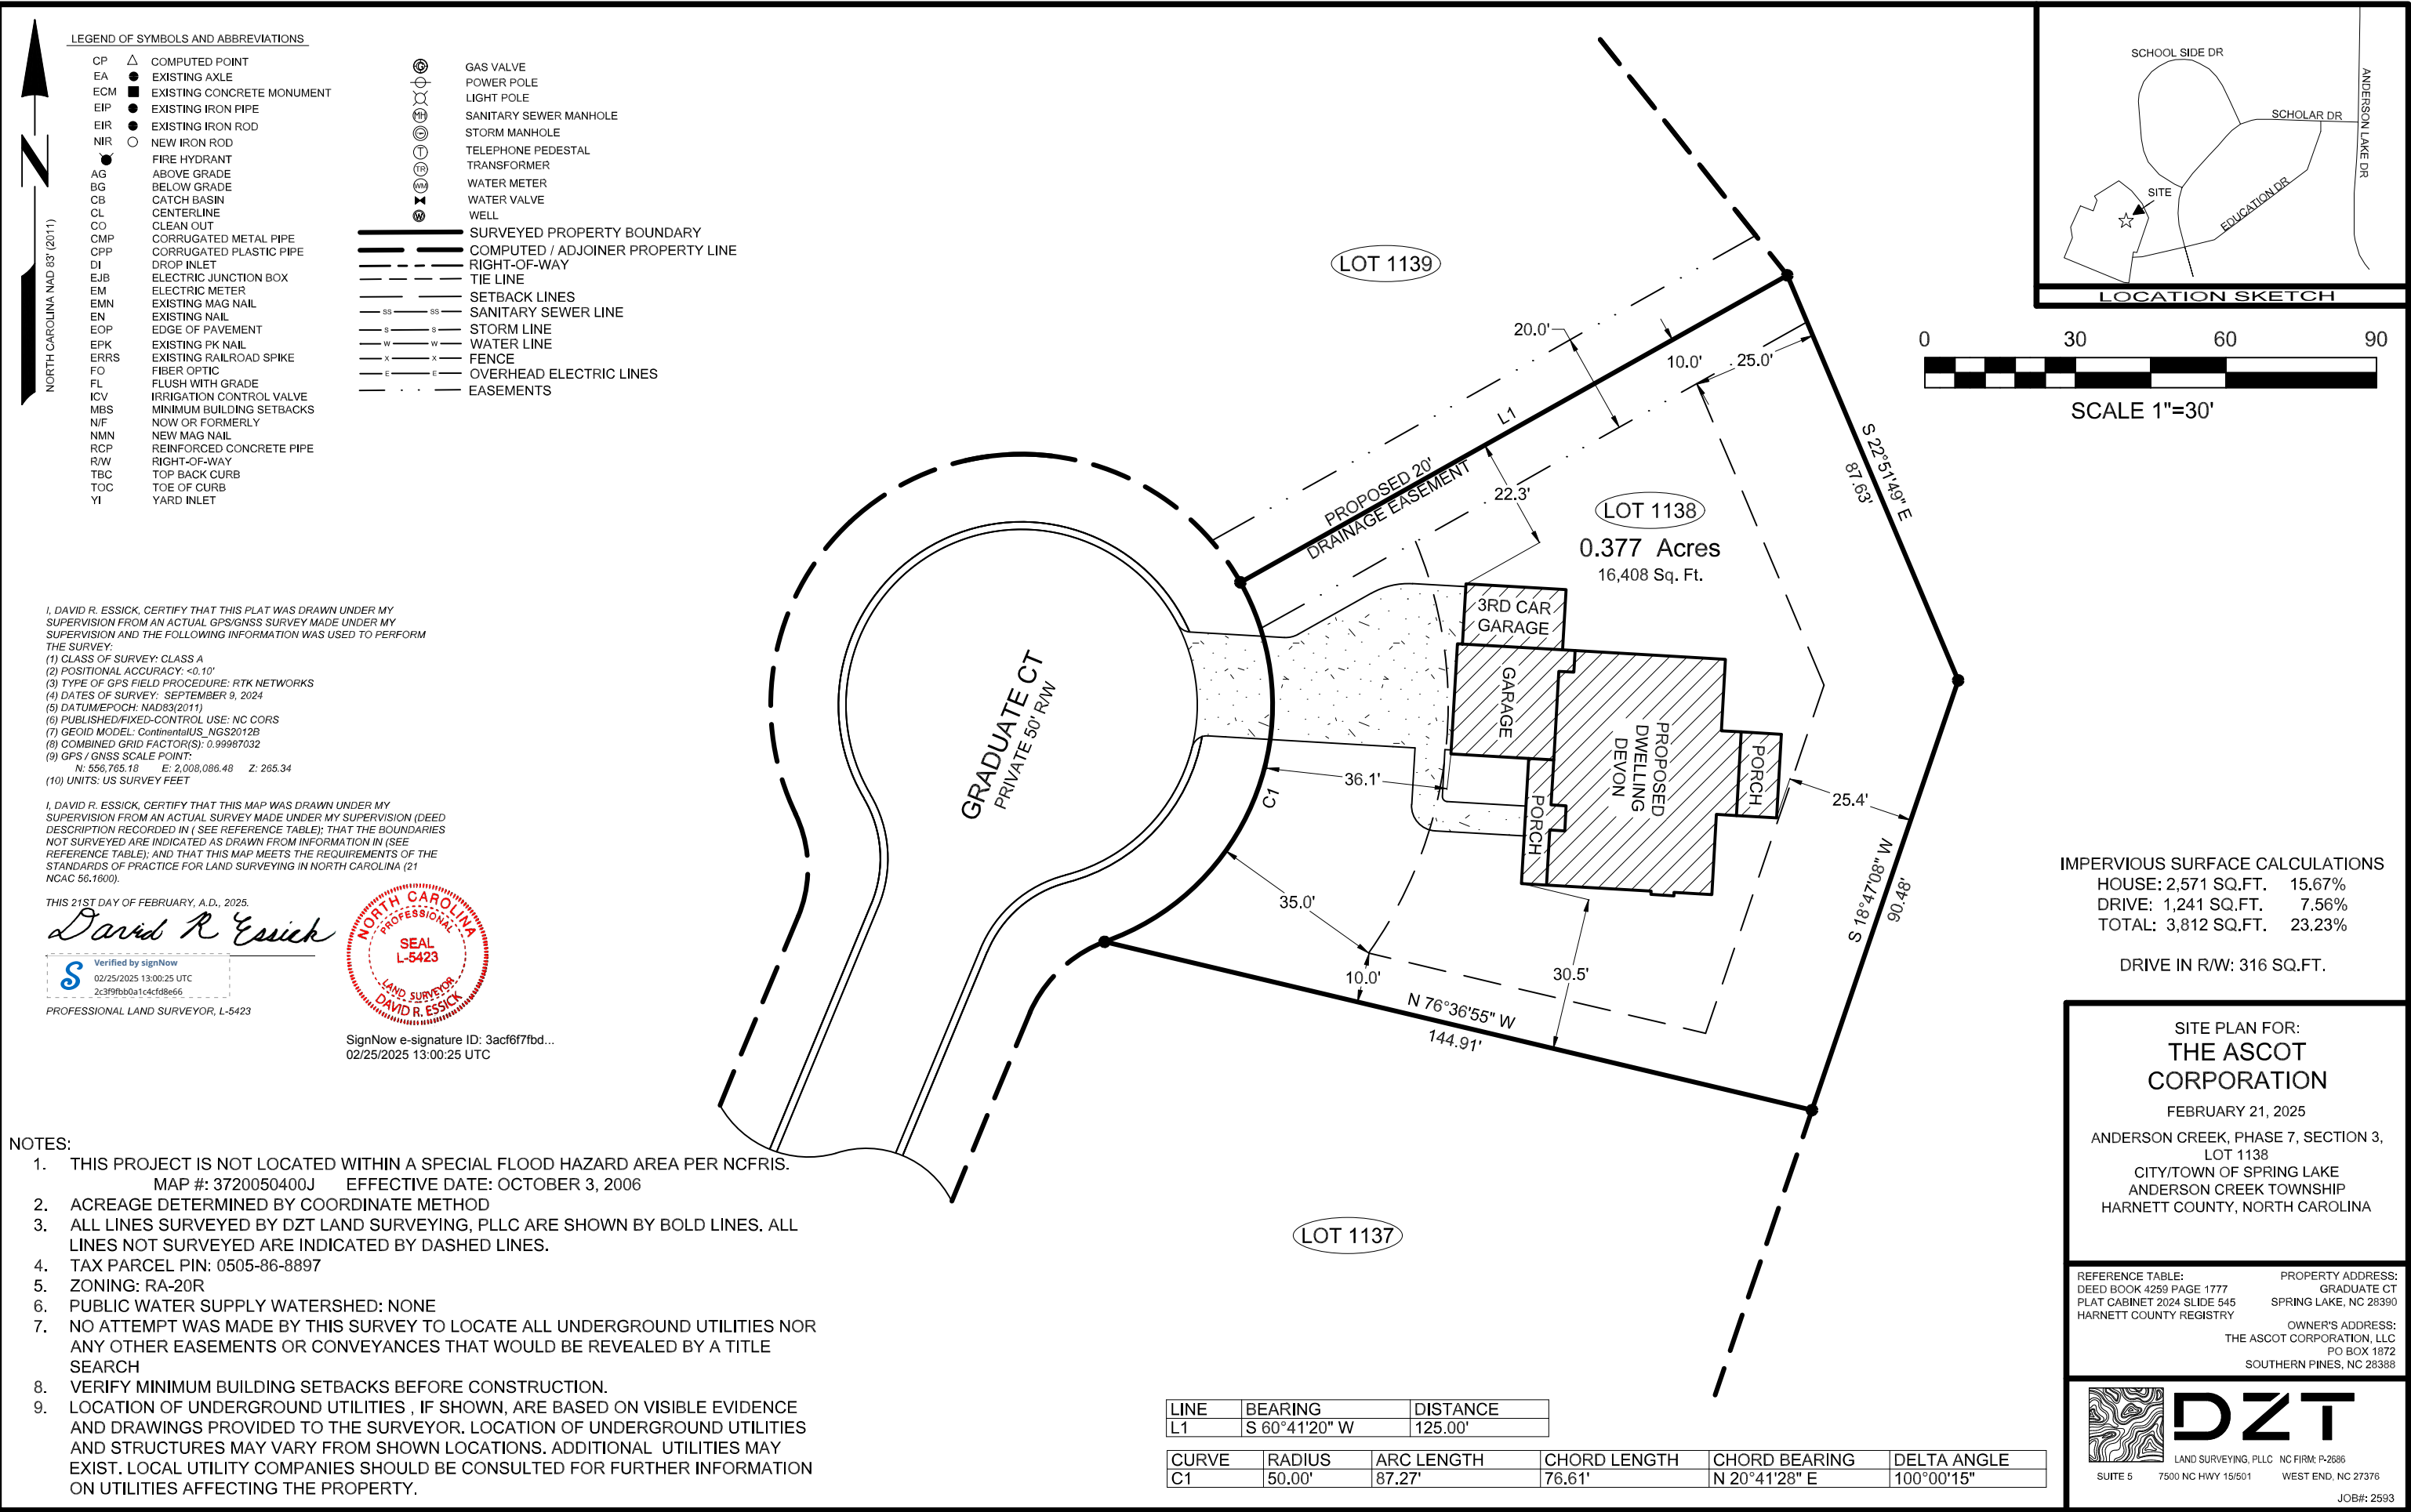 LEGEND OF SYMBOLS AND ABBREVIATIONS
CP COMPUTED POINT
EA EXISTING AXLE
ECM EXISTING CONCRETE MONUMENT
EIP EXISTING IRON PIPE
EIR EXISTING IRON ROD
NIR NEW IRON ROD
FIRE HYDRANT
AG ABOVE GRADE
BG BELOW GRADE
CB CATCH BASIN
CL CENTERLINE
CO CLEAN OUT
CMP CORRUGATED METAL PIPE
CPP CORRUGATED PLASTIC PIPE
DI DROP INLET
EJB ELECTRIC JUNCTION BOX
EM ELECTRIC METER
EMN EXISTING MAG NAIL
EN EXISTING NAIL
EOP EDGE OF PAVEMENT
EPK EXISTING PK NAIL
ERRS EXISTING RAILROAD SPIKE
FO FIBER OPTIC
FL FLUSH WITH GRADE
ICV IRRIGATION CONTROL VALVE
MBS MINIMUM BUILDING SETBACKS
N/F NOW OR FORMERLY
NMN NEW MAG NAIL
RCP REINFORCED CONCRETE PIPE
R/W RIGHT-OF-WAY
TBC TOP BACK CURB
TOC TOE OF CURB
YI YARD INLET
G GAS VALVE
POWER POLE
LIGHT POLE
MH SANITARY SEWER MANHOLE
STORM MANHOLE
T TELEPHONE PEDESTAL
TR TRANSFORMER
WM WATER METER
WATER VALVE
W WELL
SURVEYED PROPERTY BOUNDARY
COMPUTED / ADJOINER PROPERTY LINE
RIGHT-OF-WAY
TIE LINE
SETBACK LINES
SS SS SANITARY SEWER LINE
S S STORM LINE
W W WATER LINE
X X FENCE
E E OVERHEAD ELECTRIC LINES
EASEMENTS
N
NORTH CAROLINA NAD 83' (2011)
I, DAVID R. ESSICK, CERTIFY THAT THIS PLAT WAS DRAWN UNDER MY
SUPERVISION FROM AN ACTUAL GPS/GNSS SURVEY MADE UNDER MY
SUPERVISION AND THE FOLLOWING INFORMATION WAS USED TO PERFORM
THE SURVEY:
(1) CLASS OF SURVEY: CLASS A
(2) POSITIONAL ACCURACY: <0.10'
(3) TYPE OF GPS FIELD PROCEDURE: RTK NETWORKS
(4) DATES OF SURVEY: SEPTEMBER 9, 2024
(5) DATUM/EPOCH: NAD83(2011)
(6) PUBLISHED/FIXED-CONTROL USE: NC CORS
(7) GEOID MODEL: ContinentalUS_NGS2012B
(8) COMBINED GRID FACTOR(S): 0.99987032
(9) GPS / GNSS SCALE POINT:
N: 556,765.18 E: 2,008,086.48 Z: 265.34
(10) UNITS: US SURVEY FEET
I, DAVID R. ESSICK, CERTIFY THAT THIS MAP WAS DRAWN UNDER MY
SUPERVISION FROM AN ACTUAL SURVEY MADE UNDER MY SUPERVISION (DEED
DESCRIPTION RECORDED IN ( SEE REFERENCE TABLE); THAT THE BOUNDARIES
NOT SURVEYED ARE INDICATED AS DRAWN FROM INFORMATION IN (SEE
REFERENCE TABLE); AND THAT THIS MAP MEETS THE REQUIREMENTS OF THE
STANDARDS OF PRACTICE FOR LAND SURVEYING IN NORTH CAROLINA (21
NCAC 56.1600).
THIS 21ST DAY OF FEBRUARY, A.D., 2025.
David R Essick
S Verified by signNow
02/25/2025 13:00:25 UTC
2c3f9fbb0a1c4cfd8e66
PROFESSIONAL LAND SURVEYOR, L-5423
NORTH CAROLINA
PROFESSIONAL
SEAL
L-5423
LAND SURVEYOR
DAVID R. ESSICK
SignNow e-signature ID: 3acf6f7fbd...
02/25/2025 13:00:25 UTC
NOTES:
1. THIS PROJECT IS NOT LOCATED WITHIN A SPECIAL FLOOD HAZARD AREA PER NCFRIS.
MAP #: 3720050400J EFFECTIVE DATE: OCTOBER 3, 2006
2. ACREAGE DETERMINED BY COORDINATE METHOD
3. ALL LINES SURVEYED BY DZT LAND SURVEYING, PLLC ARE SHOWN BY BOLD LINES. ALL
LINES NOT SURVEYED ARE INDICATED BY DASHED LINES.
4. TAX PARCEL PIN: 0505-86-8897
5. ZONING: RA-20R
6. PUBLIC WATER SUPPLY WATERSHED: NONE
7. NO ATTEMPT WAS MADE BY THIS SURVEY TO LOCATE ALL UNDERGROUND UTILITIES NOR
ANY OTHER EASEMENTS OR CONVEYANCES THAT WOULD BE REVEALED BY A TITLE
SEARCH
8. VERIFY MINIMUM BUILDING SETBACKS BEFORE CONSTRUCTION.
9. LOCATION OF UNDERGROUND UTILITIES , IF SHOWN, ARE BASED ON VISIBLE EVIDENCE
AND DRAWINGS PROVIDED TO THE SURVEYOR. LOCATION OF UNDERGROUND UTILITIES
AND STRUCTURES MAY VARY FROM SHOWN LOCATIONS. ADDITIONAL UTILITIES MAY
EXIST. LOCAL UTILITY COMPANIES SHOULD BE CONSULTED FOR FURTHER INFORMATION
ON UTILITIES AFFECTING THE PROPERTY.
LOT 1139
20.0'
10.0'
25.0'
L1
PROPOSED 20'
DRAINAGE EASEMENT
22.3'
LOT 1138
0.377 Acres
16,408 Sq. Ft.
S 22°51'49" E
87.63'
3RD CAR
GARAGE
GARAGE
PROPOSED
DWELLING
DEVON
PORCH
PORCH
GRADUATE CT
PRIVATE 50' R/W
36.1'
C1
25.4'
35.0'
S 18°47'08" W
90.48'
10.0'
30.5'
N 76°36'55" W
144.91'
LOT 1137
LINE BEARING DISTANCE
L1 S 60°41'20" W 125.00'
CURVE RADIUS ARC LENGTH CHORD LENGTH CHORD BEARING DELTA ANGLE
C1 50.00' 87.27' 76.61' N 20°41'28" E 100°00'15"
SCHOOL SIDE DR
SCHOLAR DR
ANDERSON LAKE DR
EDUCATION DR
SITE
LOCATION SKETCH
0 30 60 90
SCALE 1"=30'
IMPERVIOUS SURFACE CALCULATIONS
HOUSE: 2,571 SQ.FT. 15.67%
DRIVE: 1,241 SQ.FT. 7.56%
TOTAL: 3,812 SQ.FT. 23.23%
DRIVE IN R/W: 316 SQ.FT.
SITE PLAN FOR:
THE ASCOT
CORPORATION
FEBRUARY 21, 2025
ANDERSON CREEK, PHASE 7, SECTION 3,
LOT 1138
CITY/TOWN OF SPRING LAKE
ANDERSON CREEK TOWNSHIP
HARNETT COUNTY, NORTH CAROLINA
REFERENCE TABLE:
DEED BOOK 4259 PAGE 1777
PLAT CABINET 2024 SLIDE 545
HARNETT COUNTY REGISTRY
PROPERTY ADDRESS:
GRADUATE CT
SPRING LAKE, NC 28390
OWNER'S ADDRESS:
THE ASCOT CORPORATION, LLC
PO BOX 1872
SOUTHERN PINES, NC 28388
DZT
LAND SURVEYING, PLLC NC FIRM: P-2686
SUITE 5 7500 NC HWY 15/501 WEST END, NC 27376
JOB#: 2593